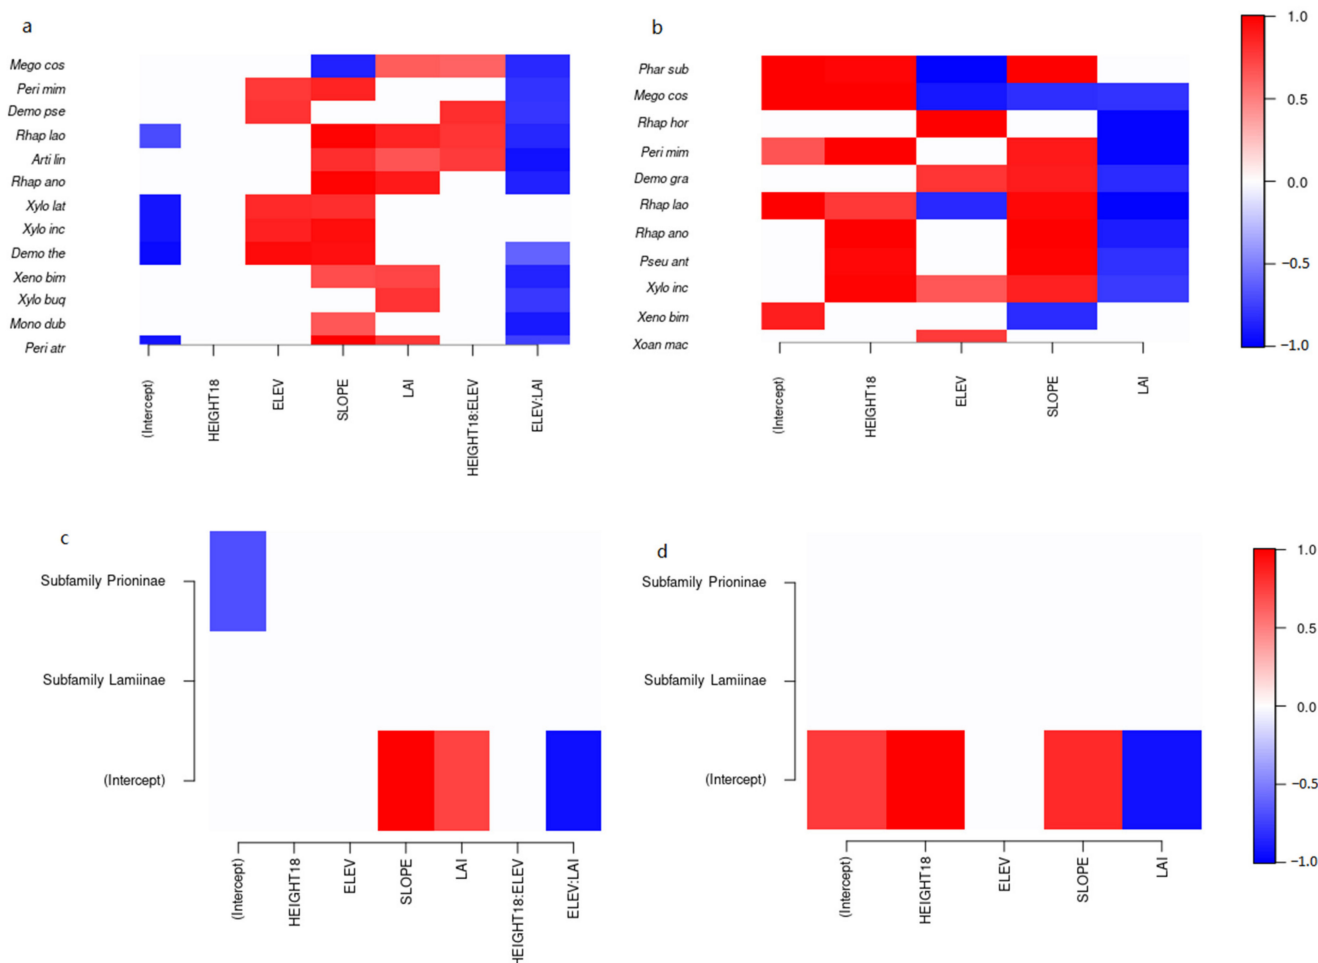 a
Mego cos
Peri mim
Demo pse
Rhap lao
Arti lin
Rhap ano
Xylo lat
Xylo inc
Demo the
Xeno bim
Xylo buq
Mono dub
Peri atr
(Intercept)
HEIGHT18
ELEV
SLOPE
LAI
HEIGHT18:ELEV
ELEV:LAI
b
Phar sub
Mego cos
Rhap hor
Peri mim
Demo gra
Rhap lao
Rhap ano
Pseu ant
Xylo inc
Xeno bim
Xoan mac
(Intercept)
HEIGHT18
ELEV
SLOPE
LAI
1.0
0.5
0.0
−0.5
−1.0
c
Subfamily Prioninae
Subfamily Lamiinae
(Intercept)
(Intercept)
HEIGHT18
ELEV
SLOPE
LAI
HEIGHT18:ELEV
ELEV:LAI
d
Subfamily Prioninae
Subfamily Lamiinae
(Intercept)
(Intercept)
HEIGHT18
ELEV
SLOPE
LAI
1.0
0.5
0.0
−0.5
−1.0